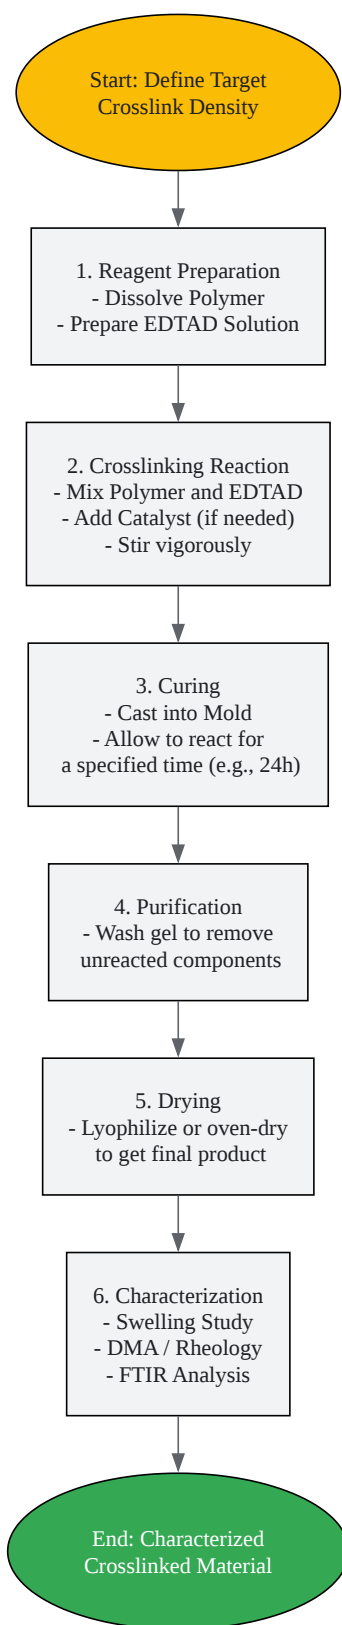 Start: Define Target
Crosslink Density
1. Reagent Preparation
- Dissolve Polymer
- Prepare EDTAD Solution
2. Crosslinking Reaction
- Mix Polymer and EDTAD
- Add Catalyst (if needed)
- Stir vigorously
3. Curing
- Cast into Mold
- Allow to react for
a specified time (e.g., 24h)
4. Purification
- Wash gel to remove
unreacted components
5. Drying
- Lyophilize or oven-dry
to get final product
6. Characterization
- Swelling Study
- DMA / Rheology
- FTIR Analysis
End: Characterized
Crosslinked Material